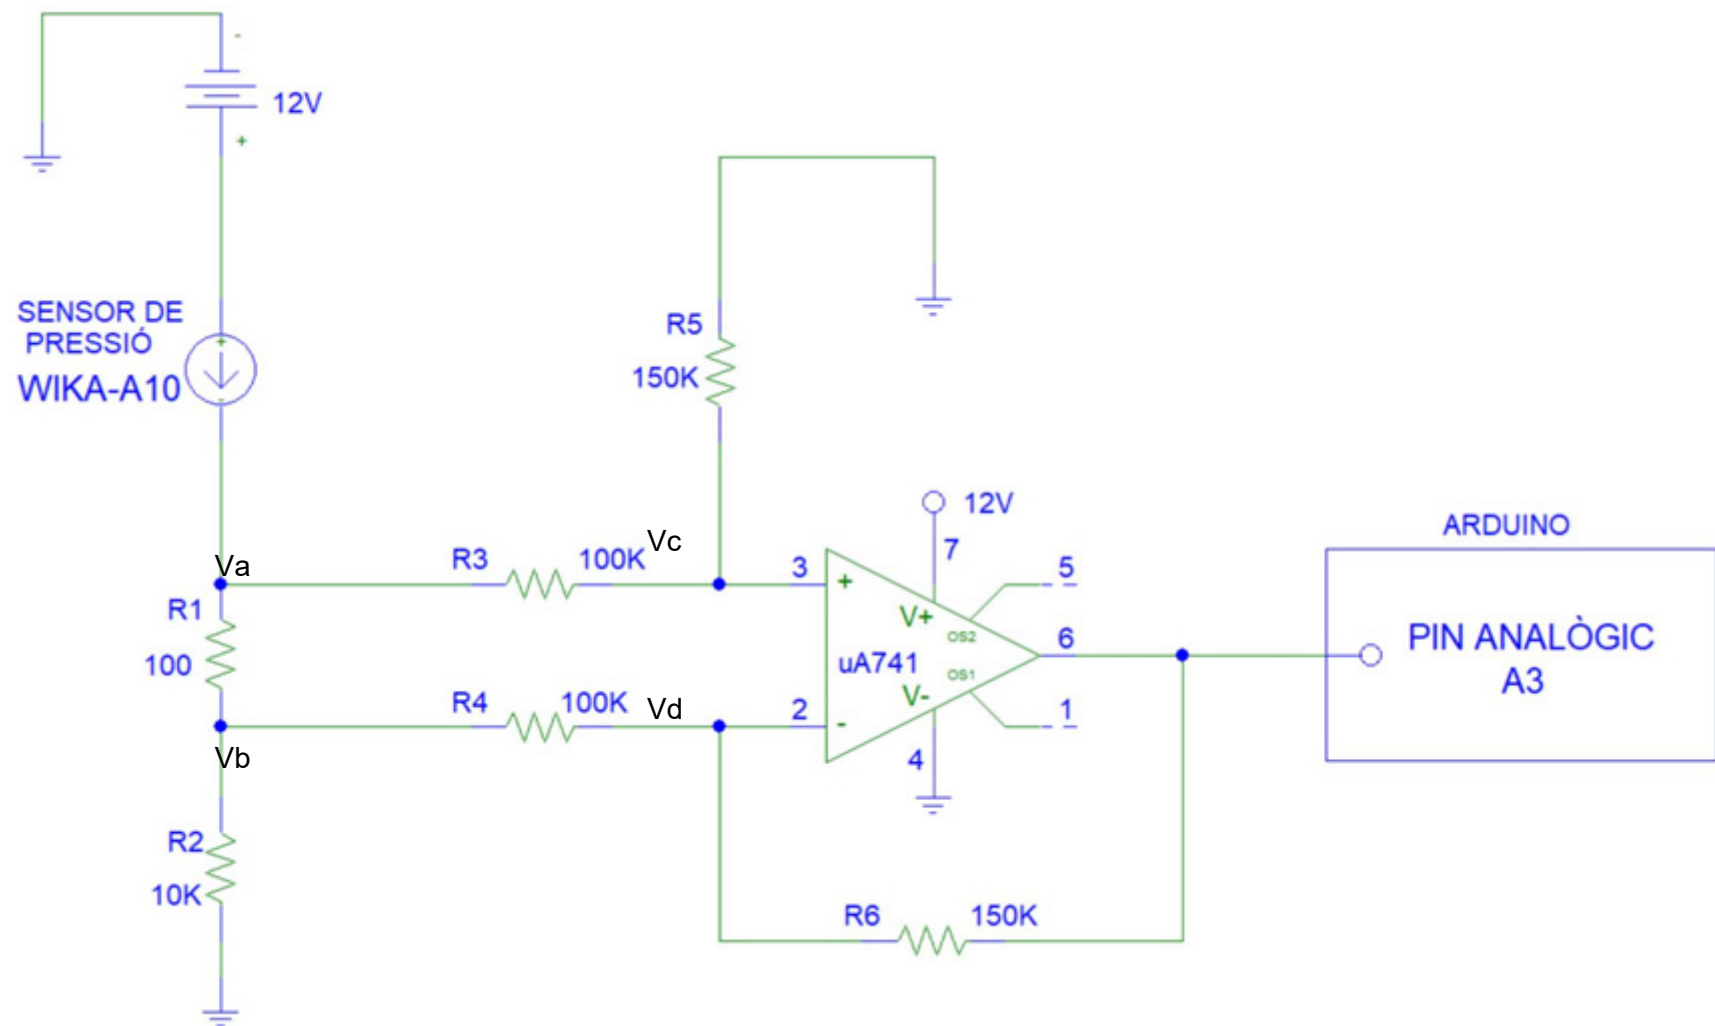 -
12V
+
SENSOR DE
PRESSIÓ
WIKA-A10
+
-
R5
150K
12V
7
Va
R3
100K
Vc
3
+
5
V+
OS2
6
R1
100
uA741
OS1
V-
R4
100K
Vd
2
-
1
4
Vb
ARDUINO
PIN ANALÒGIC
A3
R2
10K
R6
150K